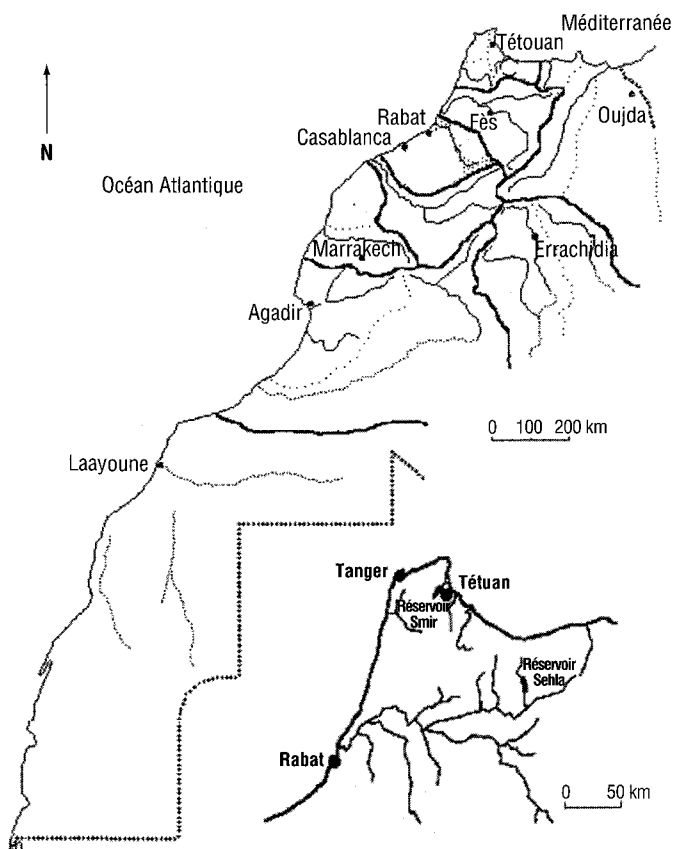 Méditerranée
Tétouan
Rabat
Fès
Oujda
Casablanca
N
Océan Atlantique
Marrakech
Errachidia
Agadir
0 100 200 km
Laayoune
Tanger
Tétuan
Réservoir
Smir
Réservoir
Sehla
Rabat
0 50 km